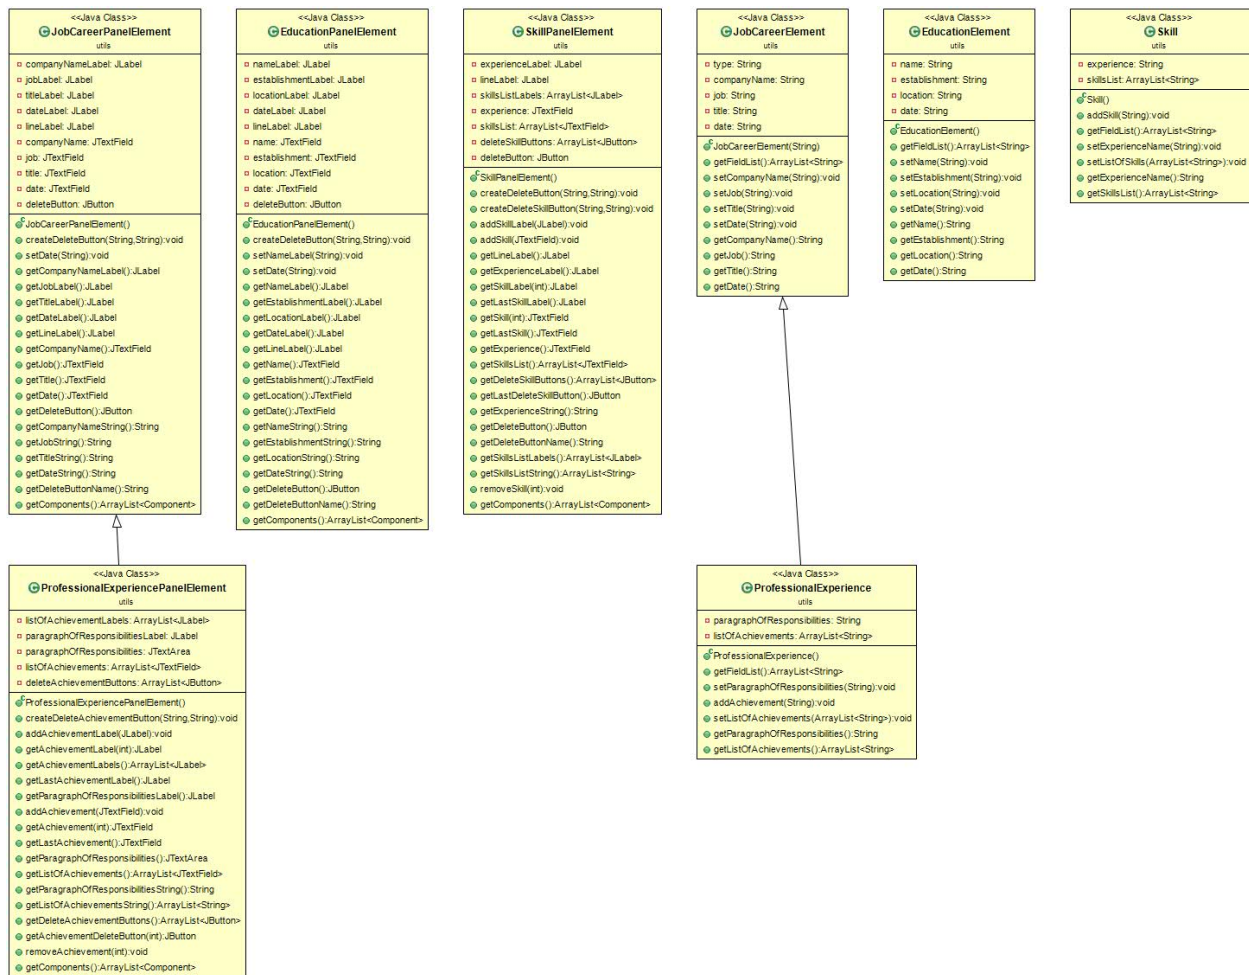 <<Java Class>>
JobCareerPanelElement
utils
companyNameLabel: JLabel
jobLabel: JLabel
titleLabel: JLabel
dateLabel: JLabel
lineLabel: JLabel
companyName: JTextField
job: JTextField
title: JTextField
date: JTextField
deleteButton: JButton
JobCareerPanelElement()
createDeleteButton(String,String):void
setDate(String):void
getCompanyNameLabel():JLabel
getJobLabel():JLabel
getTitleLabel():JLabel
getDateLabel():JLabel
getLineLabel():JLabel
getCompanyName():JTextField
getJob():JTextField
getTitle():JTextField
getDate():JTextField
getDeleteButton():JButton
getCompanyNameString():String
getJobString():String
getTitleString():String
getDateString():String
getDeleteButtonName():String
getComponents():ArrayList<Component>
<<Java Class>>
EducationPanelElement
utils
nameLabel: JLabel
establishmentLabel: JLabel
locationLabel: JLabel
dateLabel: JLabel
lineLabel: JLabel
name: JTextField
establishment: JTextField
location: JTextField
date: JTextField
deleteButton: JButton
EducationPanelElement()
createDeleteButton(String,String):void
setNameLabel(String):void
setDate(String):void
getNameLabel():JLabel
getEstablishmentLabel():JLabel
getLocationLabel():JLabel
getDateLabel():JLabel
getLineLabel():JLabel
getName():JTextField
getEstablishment():JTextField
getLocation():JTextField
getDate():JTextField
getNameString():String
getEstablishmentString():String
getLocationString():String
getDateString():String
getDeleteButton():JButton
getDeleteButtonName():String
getComponents():ArrayList<Component>
<<Java Class>>
SkillPanelElement
utils
experienceLabel: JLabel
lineLabel: JLabel
skillsListLabels: ArrayList<JLabel>
experience: JTextField
skillsList: ArrayList<JTextField>
deleteSkillButtons: ArrayList<JButton>
deleteButton: JButton
SkillPanelElement()
createDeleteButton(String,String):void
createDeleteSkillButton(String,String):void
addSkillLabel(JLabel):void
addSkill(JTextField):void
getLineLabel():JLabel
getExperienceLabel():JLabel
getSkillLabel(int):JLabel
getLastSkillLabel():JLabel
getSkill(int):JTextField
getLastSkill():JTextField
getExperience():JTextField
getSkillsList():ArrayList<JTextField>
getDeleteSkillButtons():ArrayList<JButton>
getLastDeleteSkillButton():JButton
getExperienceString():String
getDeleteButton():JButton
getDeleteButtonName():String
getSkillsListLabels():ArrayList<JLabel>
getSkillsListString():ArrayList<String>
removeSkill(int):void
getComponents():ArrayList<Component>
<<Java Class>>
JobCareerElement
utils
type: String
companyName: String
job: String
title: String
date: String
JobCareerElement(String)
getFieldList():ArrayList<String>
setCompanyName(String):void
setJob(String):void
setTitle(String):void
setDate(String):void
getCompanyName():String
getJob():String
getTitle():String
getDate():String
<<Java Class>>
EducationElement
utils
name: String
establishment: String
location: String
date: String
EducationElement()
getFieldList():ArrayList<String>
setName(String):void
setEstablishment(String):void
setLocation(String):void
setDate(String):void
getName():String
getEstablishment():String
getLocation():String
getDate():String
<<Java Class>>
Skill
utils
experience: String
skillsList: ArrayList<String>
Skill()
addSkill(String):void
getFieldList():ArrayList<String>
setExperienceName(String):void
setListOfSkills(ArrayList<String>):void
getExperienceName():String
getSkillsList():ArrayList<String>
<<Java Class>>
ProfessionalExperiencePanelElement
utils
listOfAchievementLabels: ArrayList<JLabel>
paragraphOfResponsibilitiesLabel: JLabel
paragraphOfResponsibilities: JTextArea
listOfAchievements: ArrayList<JTextField>
deleteAchievementButtons: ArrayList<JButton>
ProfessionalExperiencePanelElement()
createDeleteAchievementButton(String,String):void
addAchievementLabel(JLabel):void
getAchievementLabel(int):JLabel
getAchievementLabels():ArrayList<JLabel>
getLastAchievementLabel():JLabel
getParagraphOfResponsibilitiesLabel():JLabel
addAchievement(JTextField):void
getAchievement(int):JTextField
getLastAchievement():JTextField
getParagraphOfResponsibilities():JTextArea
getListOfAchievements():ArrayList<JTextField>
getParagraphOfResponsibilitiesString():String
getListOfAchievementsString():ArrayList<String>
getDeleteAchievementButtons():ArrayList<JButton>
getAchievementDeleteButton(int):JButton
removeAchievement(int):void
getComponents():ArrayList<Component>
<<Java Class>>
ProfessionalExperience
utils
paragraphOfResponsibilities: String
listOfAchievements: ArrayList<String>
ProfessionalExperience()
getFieldList():ArrayList<String>
setParagraphOfResponsibilities(String):void
addAchievement(String):void
setListOfAchievements(ArrayList<String>):void
getParagraphOfResponsibilities():String
getListOfAchievements():ArrayList<String>